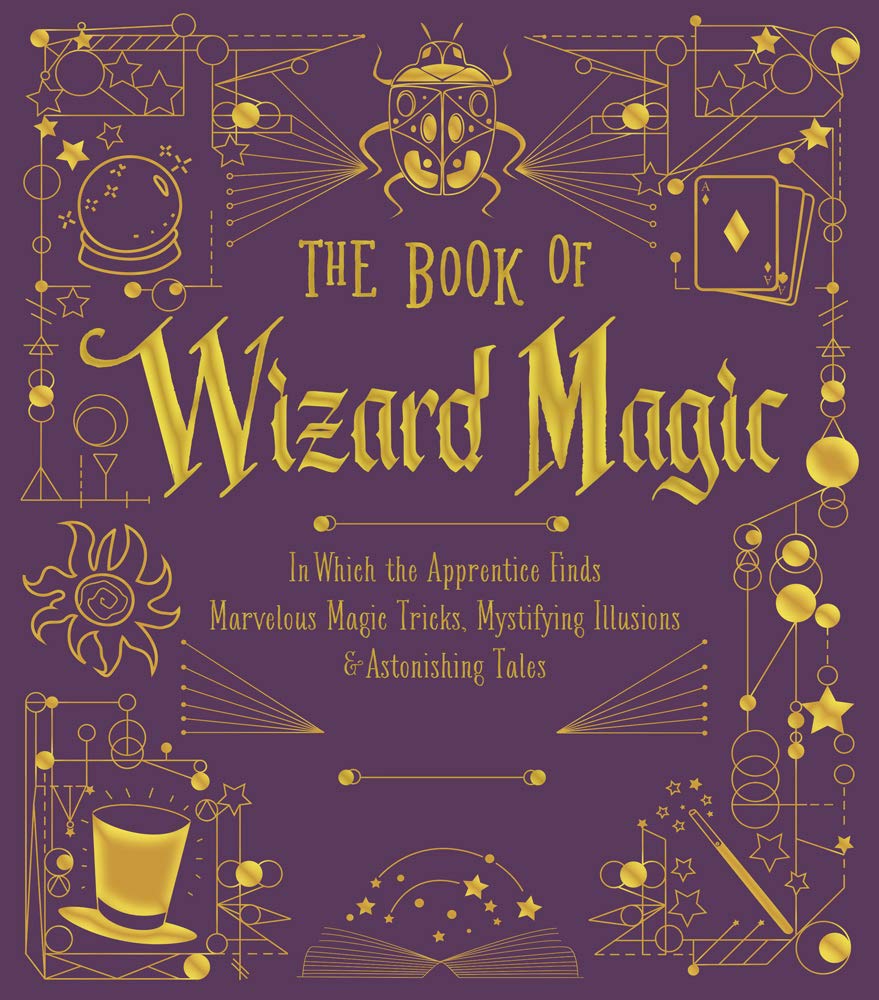 THE BOOK OF
Wizard Magic
In Which the Apprentice Finds
Marvelous Magic Tricks, Mystifying Illusions
& Astonishing Tales
A
A
A